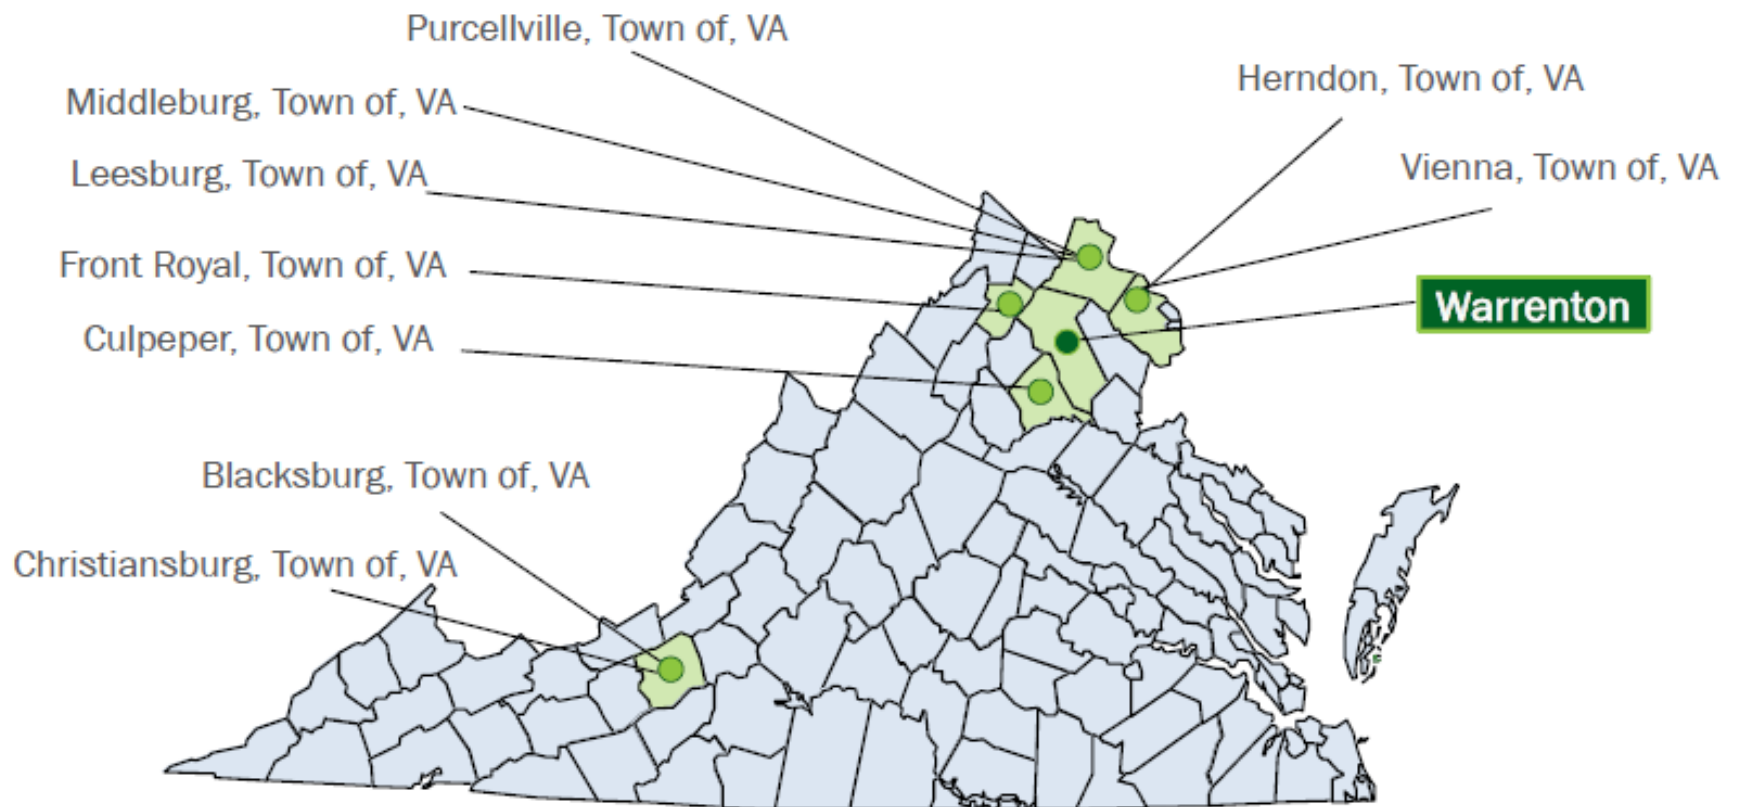 Purcellville, Town of, VA
Herndon, Town of, VA
Middleburg, Town of, VA
Vienna, Town of, VA
Leesburg, Town of, VA
Front Royal, Town of, VA
Warrenton
Culpeper, Town of, VA
Blacksburg, Town of, VA
Christiansburg, Town of, VA